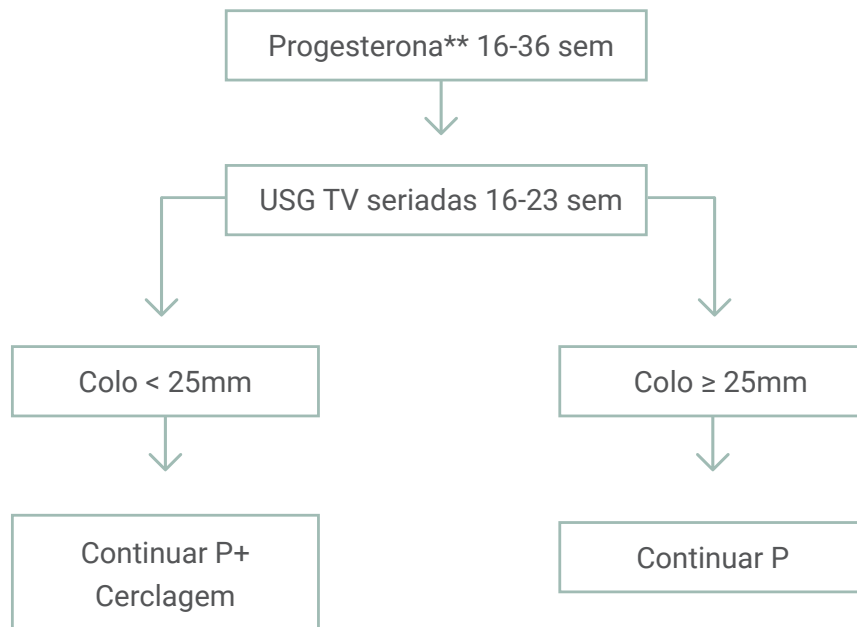 Progesterona** 16-36 sem
USG TV seriadas 16-23 sem
Colo < 25mm
Colo ≥ 25mm
Continuar P+
Cerclagem
Continuar P